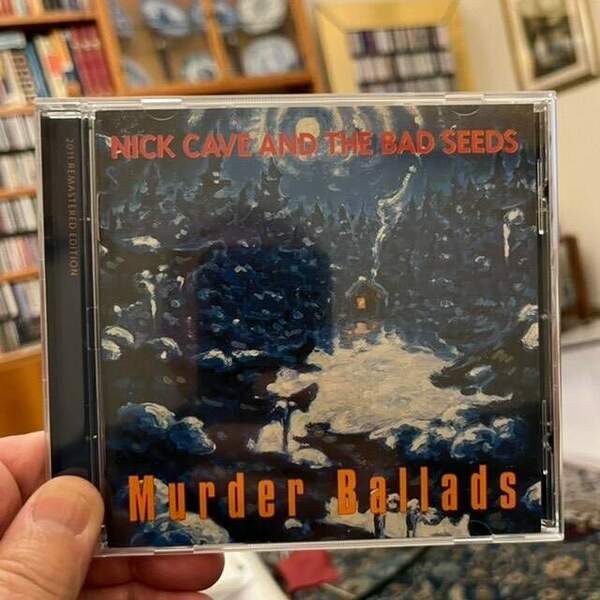 NICK CAVE AND THE BAD SEEDS
2011 REMASTERED EDITION
Murder Ballads